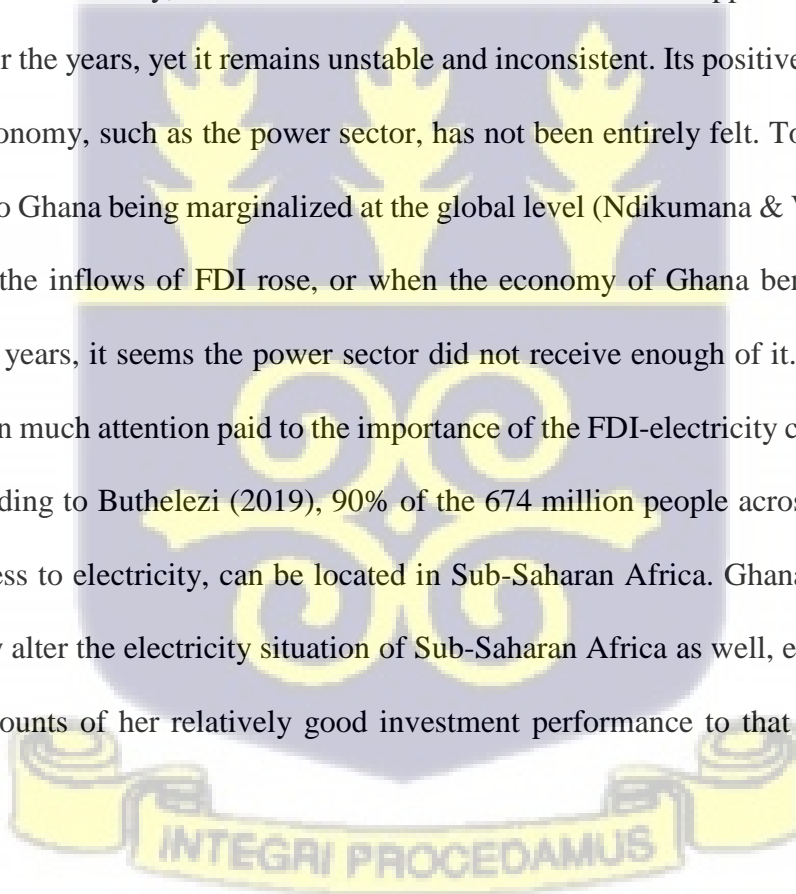 r the years, yet it remains unstable and inconsistent. Its positive
onomy, such as the power sector, has not been entirely felt. To
o Ghana being marginalized at the global level (Ndikumana & V
the inflows of FDI rose, or when the economy of Ghana ber
years, it seems the power sector did not receive enough of it.
n much attention paid to the importance of the FDI-electricity c
ding to Buthelezi (2019), 90% of the 674 million people acros
ess to electricity, can be located in Sub-Saharan Africa. Ghana
y alter the electricity situation of Sub-Saharan Africa as well, e
ounts of her relatively good investment performance to that
INTEGRI PROCEDAMUS